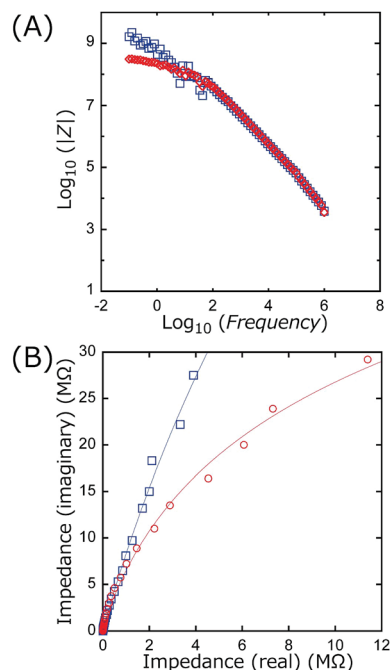 (A)
Log10 (|Z|)
9
7
5
3
1
-2 0 2 4 6 8
Log10 (Frequency)
(B)
Impedance (imaginary) (MΩ)
30
25
20
15
10
5
0
0 2 4 6 8 10 12
Impedance (real) (MΩ)